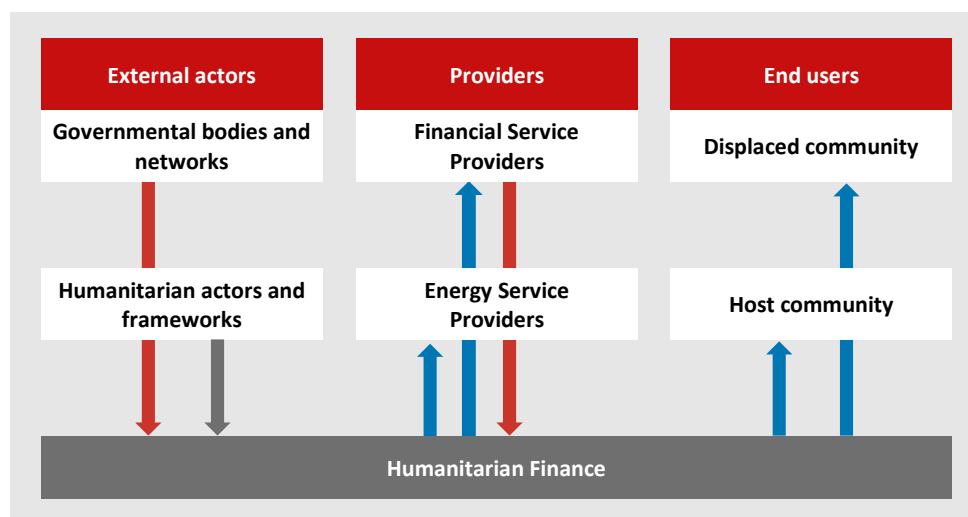 External actors
Providers
End users
Governmental bodies and
networks
Financial Service
Providers
Displaced community
Humanitarian actors and
frameworks
Energy Service
Providers
Host community
Humanitarian Finance